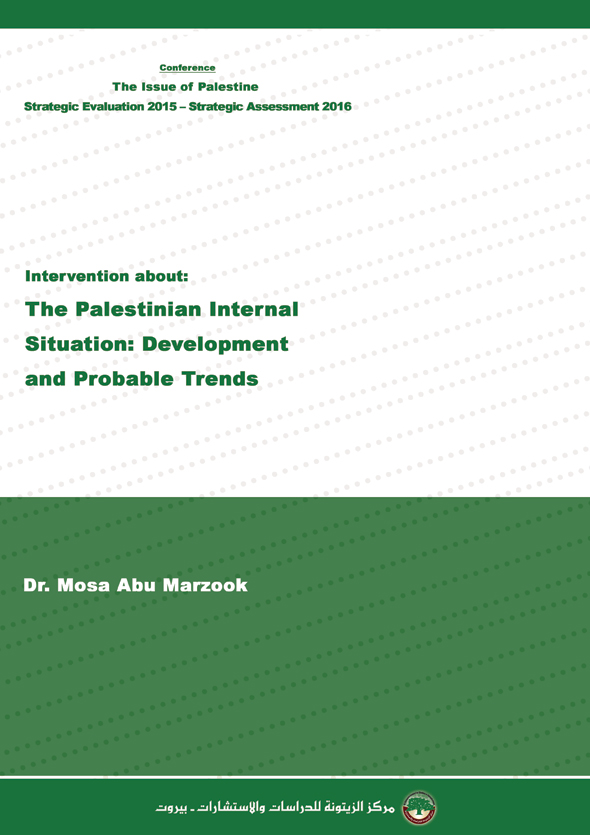 Conference
The Issue of Palestine
Strategic Evaluation 2015 – Strategic Assessment 2016
Intervention about:
The Palestinian Internal
Situation: Development
and Probable Trends
Dr. Mosa Abu Marzook
مركز الزيتونة للدراسات والاستشارات - بيروت